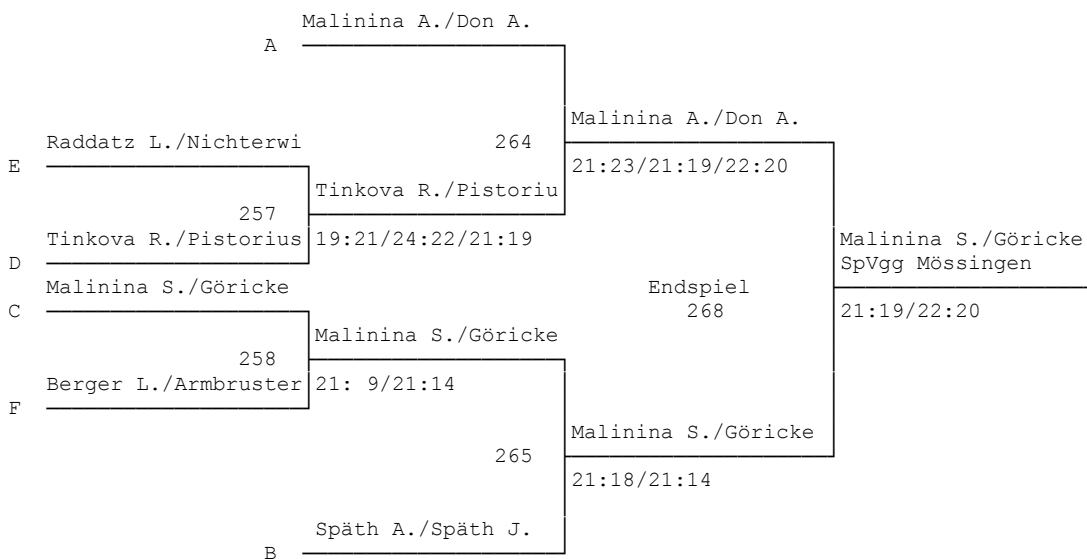 Malinina A./Don A.
A
Malinina A./Don A.
Raddatz L./Nichterwi
264
E
21:23/21:19/22:20
Tinkova R./Pistoriu
257
Tinkova R./Pistorius
19:21/24:22/21:19
Malinina S./Göricke
D
SpVgg Mössingen
Malinina S./Göricke
Endspiel
C
268
21:19/22:20
Malinina S./Göricke
258
Berger L./Armbruster
21: 9/21:14
F
Malinina S./Göricke
265
21:18/21:14
Späth A./Späth J.
B